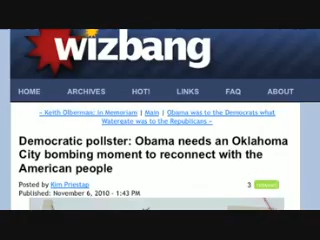 wizbang
HOME ARCHIVES HOT! LINKS FAQ ABOUT
« Keith Olberman: in Memoriam | Main | Obama was to the Democrats what
Watergate was to the Republicans »
Democratic pollster: Obama needs an Oklahoma
City bombing moment to reconnect with the
American people
Posted by Kim Priestap
3
Published: November 6, 2010 - 1:43 PM